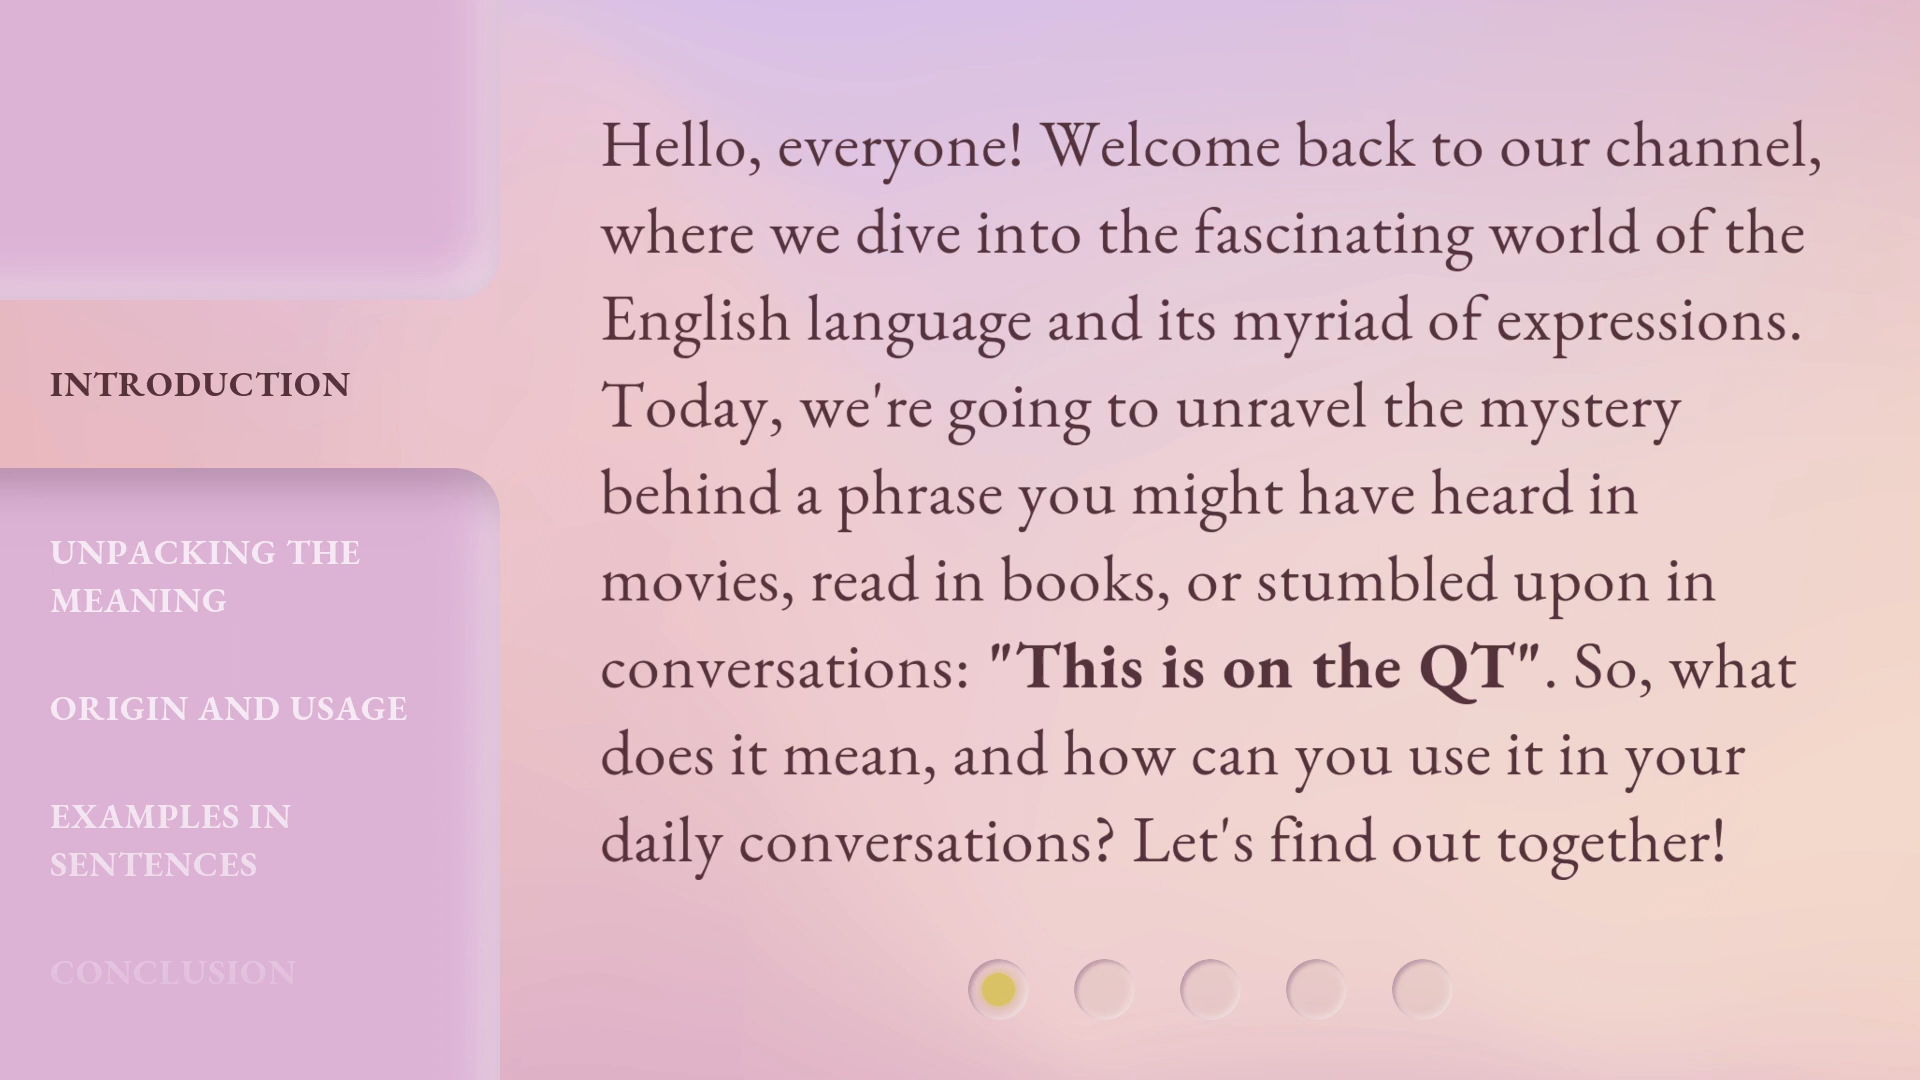 INTRODUCTION
UNPACKING THE
MEANING
ORIGIN AND USAGE
EXAMPLES IN
SENTENCES
CONCLUSION
Hello, everyone! Welcome back to our channel,
where we dive into the fascinating world of the
English language and its myriad of expressions.
Today, we're going to unravel the mystery
behind a phrase you might have heard in
movies, read in books, or stumbled upon in
conversations: "This is on the QT". So, what
does it mean, and how can you use it in your
daily conversations? Let's find out together!